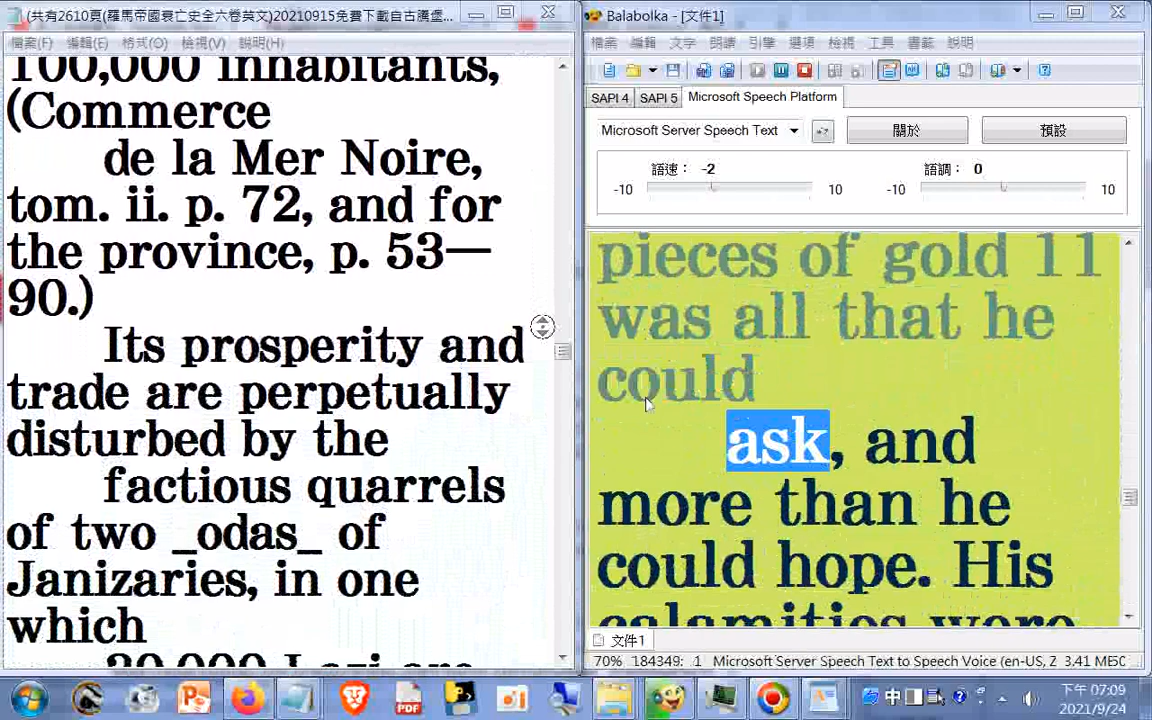 (共有2610頁(羅馬帝國衰亡史全六卷英文)20210915免費下載自古騰堡...
檔案(F) 編輯(E) 格式(O) 檢視(V) 說明(H)
100,000 inhabitants,
(Commerce
de la Mer Noire,
tom. ii. p. 72, and for
the province, p. 53—
90.)
Its prosperity and
trade are perpetually
disturbed by the
factious quarrels
of two _odas_ of
Janizaries, in one
which
30,000 Lazi are
Balabolka - [文件1]
檔案 編輯 文字 朗讀 引擎 選項 檢視 工具 書籤 說明
SAPI 4 SAPI 5 Microsoft Speech Platform
Microsoft Server Speech Text
關於 預設
語速： -2 語調： 0
-10 10 -10 10
pieces of gold 11
was all that he
could
ask, and
more than he
could hope. His
calamities were
文件1
70% 184349: 1 Microsoft Server Speech Text to Speech Voice (en-US, Z 3.41 ME
中
下午 07:09
2021/9/24